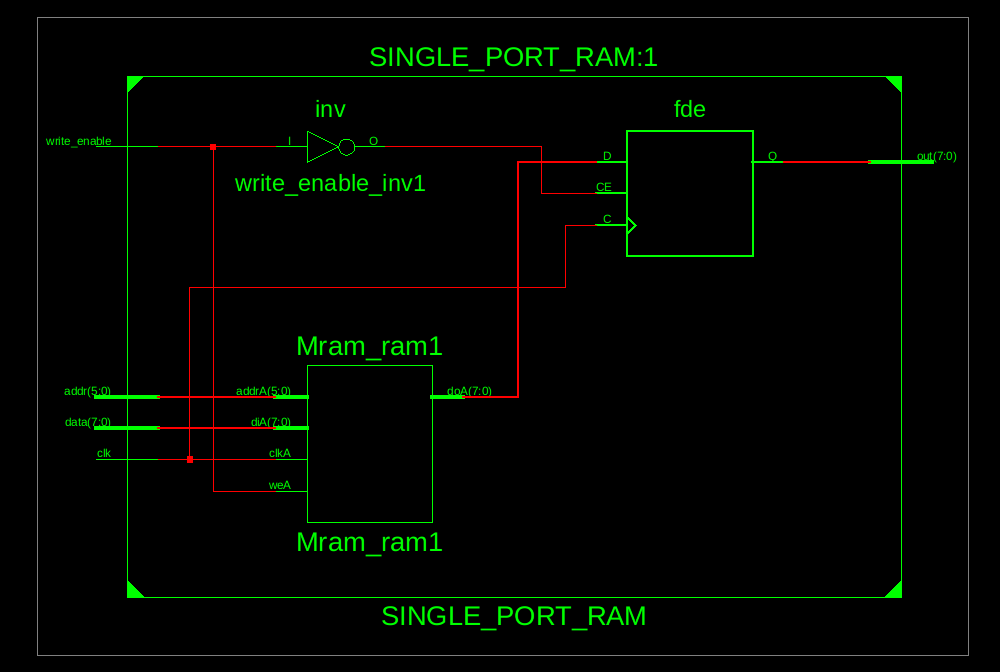 SINGLE_PORT_RAM:1
inv
fde
write_enable
I
O
D
Q
out(7:0)
write_enable_inv1
CE
C
Mram_ram1
addr(5:0)
addrA(5:0)
doA(7:0)
data(7:0)
diA(7:0)
clk
clkA
weA
Mram_ram1
SINGLE_PORT_RAM